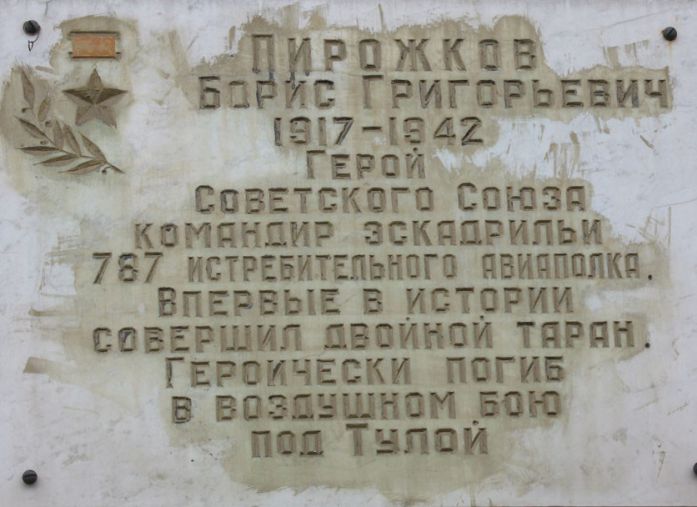 ПИРОЖКОВ
БОРИС ГРИГОРЬЕВИЧ
1917-1942
ГЕРОЙ
СОВЕТСКОГО СОЮЗА
КОМАНДИР ЭСКАДРИЛЬИ
787 ИСТРЕБИТЕЛЬНОГО АВИАПОЛКА.
ВПЕРВЫЕ В ИСТОРИИ
СОВЕРШИЛ ДВОЙНОЙ ТАРАН.
ГЕРОИЧЕСКИ ПОГИБ
В ВОЗДУШНОМ БОЮ
ПОД ТУЛОЙ